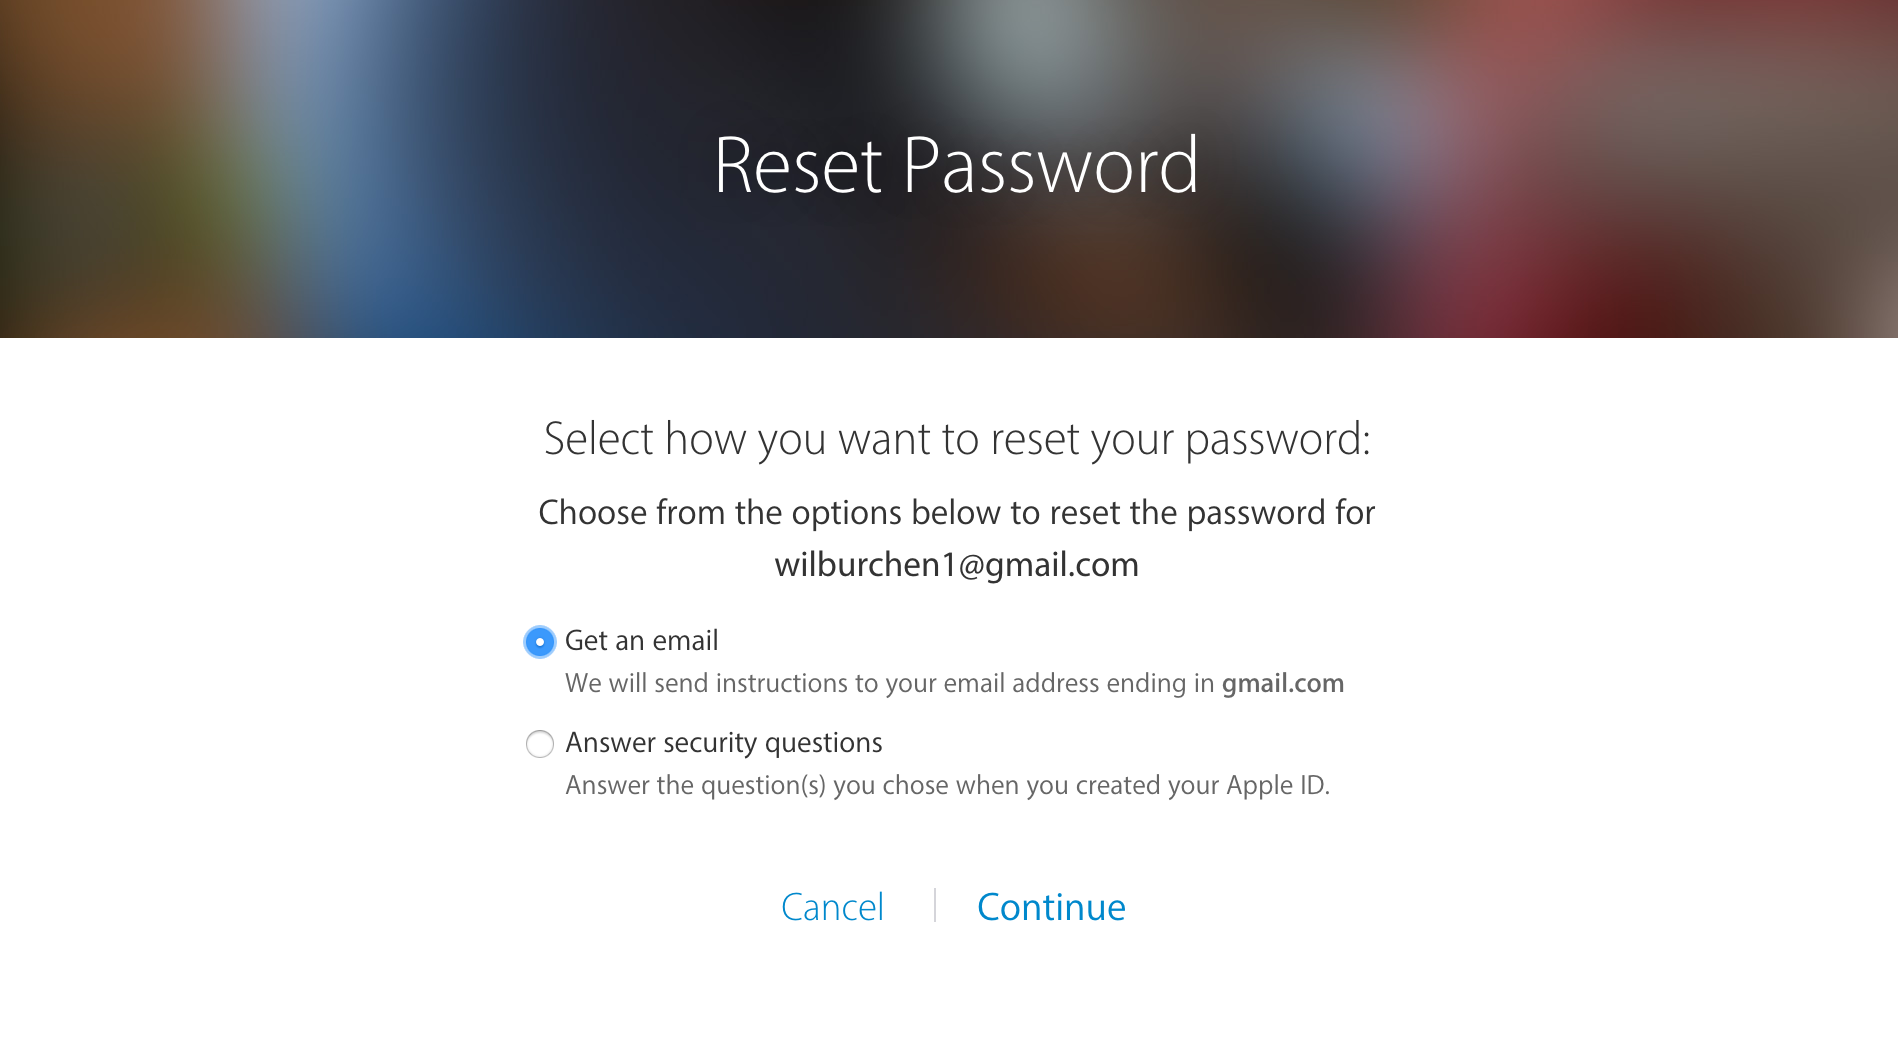 Reset Password
Select how you want to reset your password:
Choose from the options below to reset the password for
wilburchen1@gmail.com
Get an email
We will send instructions to your email address ending in gmail.com
Answer security questions
Answer the question(s) you chose when you created your Apple ID.
Cancel
Continue